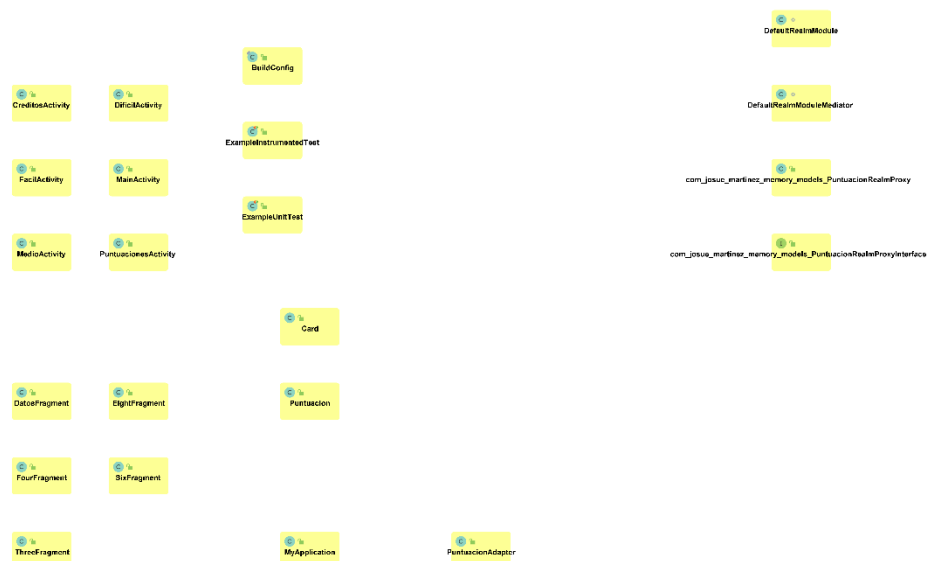 DefaultRealmModule
BuildConfig
CreditosActivity
DificilActivity
DefaultRealmModuleMediator
ExampleInstrumentedTest
FacilActivity
MainActivity
com_josue_martinez_memory_models_PuntuacionRealmProxy
ExampleUnitTest
MedioActivity
PuntuasionesActivity
com_josue_martinez_memory_models_PuntuacionRealmProxyInterface
Card
DatosFragment
EightFragment
Puntuacion
FourFragment
SixFragment
ThreeFragment
MyApplication
PuntuacionAdapter